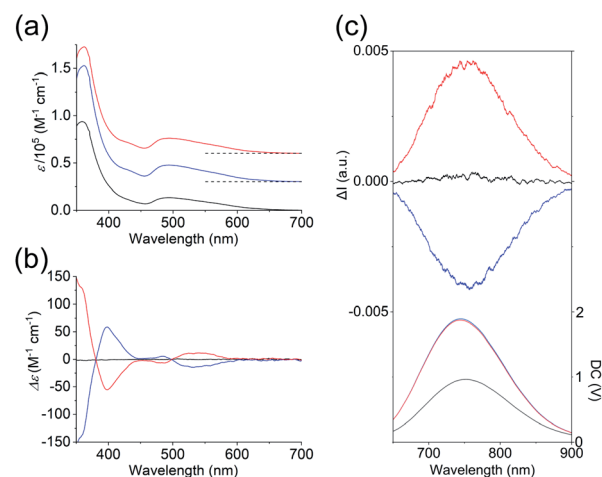 (a)
ε/10⁵ (M⁻¹ cm⁻¹)
1.5
1.0
0.5
0.0
400 500 600 700
Wavelength (nm)
(b)
Δε (M⁻¹ cm⁻¹)
150
100
50
0
-50
-100
-150
400 500 600 700
Wavelength (nm)
(c)
ΔI (a.u.)
0.005
0.000
-0.005
2
1
0
DC (V)
700 800 900
Wavelength (nm)